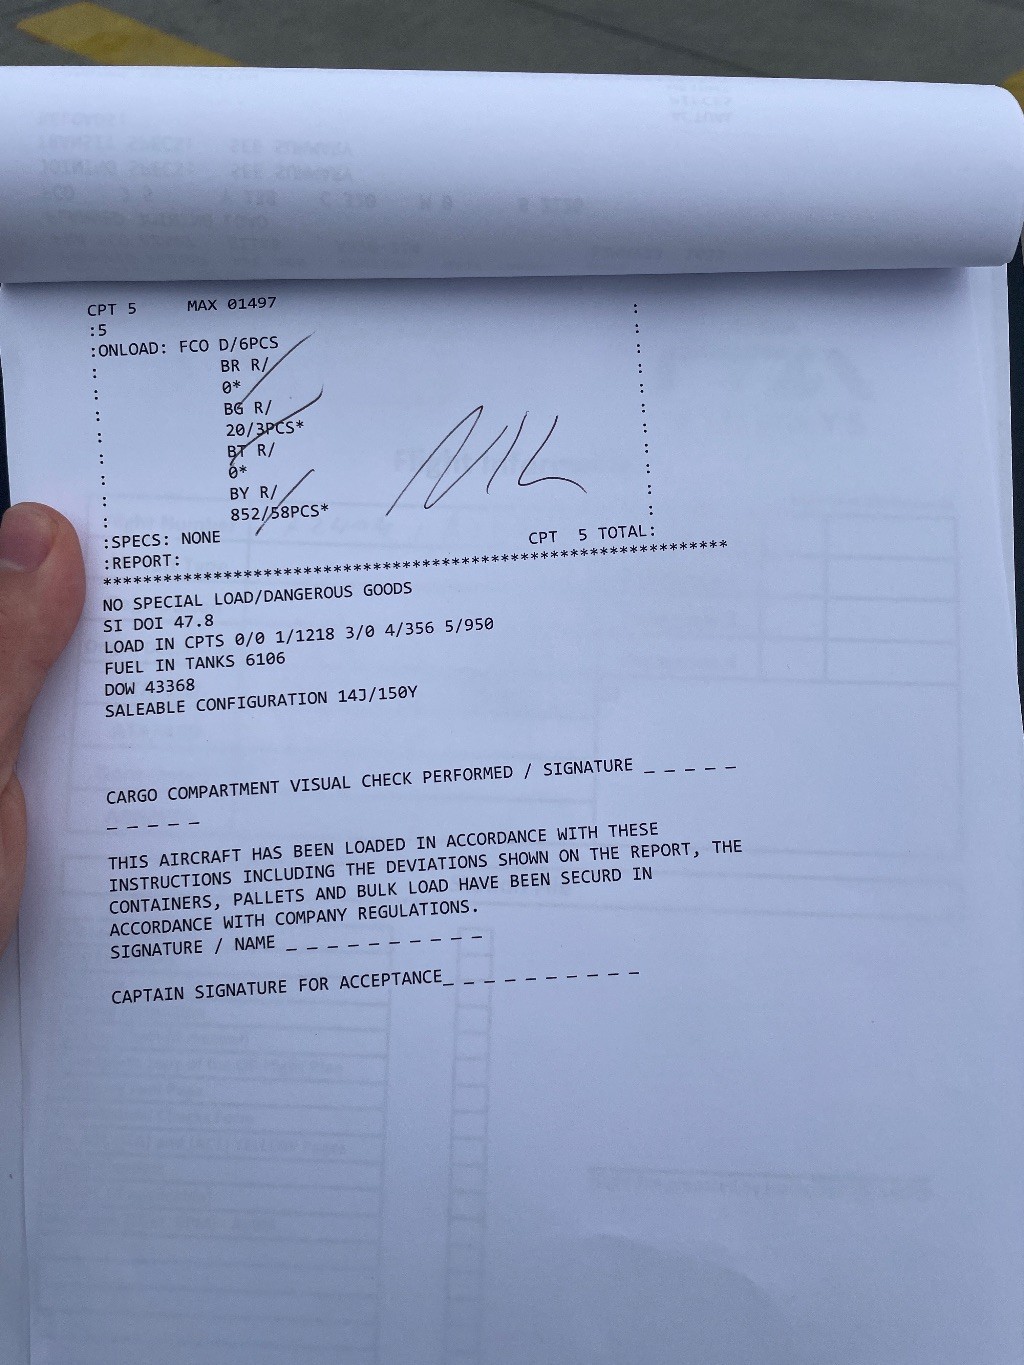 CPT 5 MAX 01497
:5 :
:ONLOAD: FCO D/6PCS :
: BR R/ :
: 0* :
: BG R/ :
: 20/3PCS* :
: BT R/ :
: 0* :
: BY R/ :
: 852/58PCS* :
:SPECS: NONE CPT 5 TOTAL:
:REPORT:
**************************************************************
NO SPECIAL LOAD/DANGEROUS GOODS
SI DOI 47.8
LOAD IN CPTS 0/0 1/1218 3/0 4/356 5/950
FUEL IN TANKS 6106
DOW 43368
SALEABLE CONFIGURATION 14J/150Y
CARGO COMPARTMENT VISUAL CHECK PERFORMED / SIGNATURE _ _ _ _ _
_ _ _ _ _
THIS AIRCRAFT HAS BEEN LOADED IN ACCORDANCE WITH THESE
INSTRUCTIONS INCLUDING THE DEVIATIONS SHOWN ON THE REPORT, THE
CONTAINERS, PALLETS AND BULK LOAD HAVE BEEN SECURD IN
ACCORDANCE WITH COMPANY REGULATIONS.
SIGNATURE / NAME _ _ _ _ _ _ _ _ _ _
CAPTAIN SIGNATURE FOR ACCEPTANCE_ _ _ _ _ _ _ _ _ _